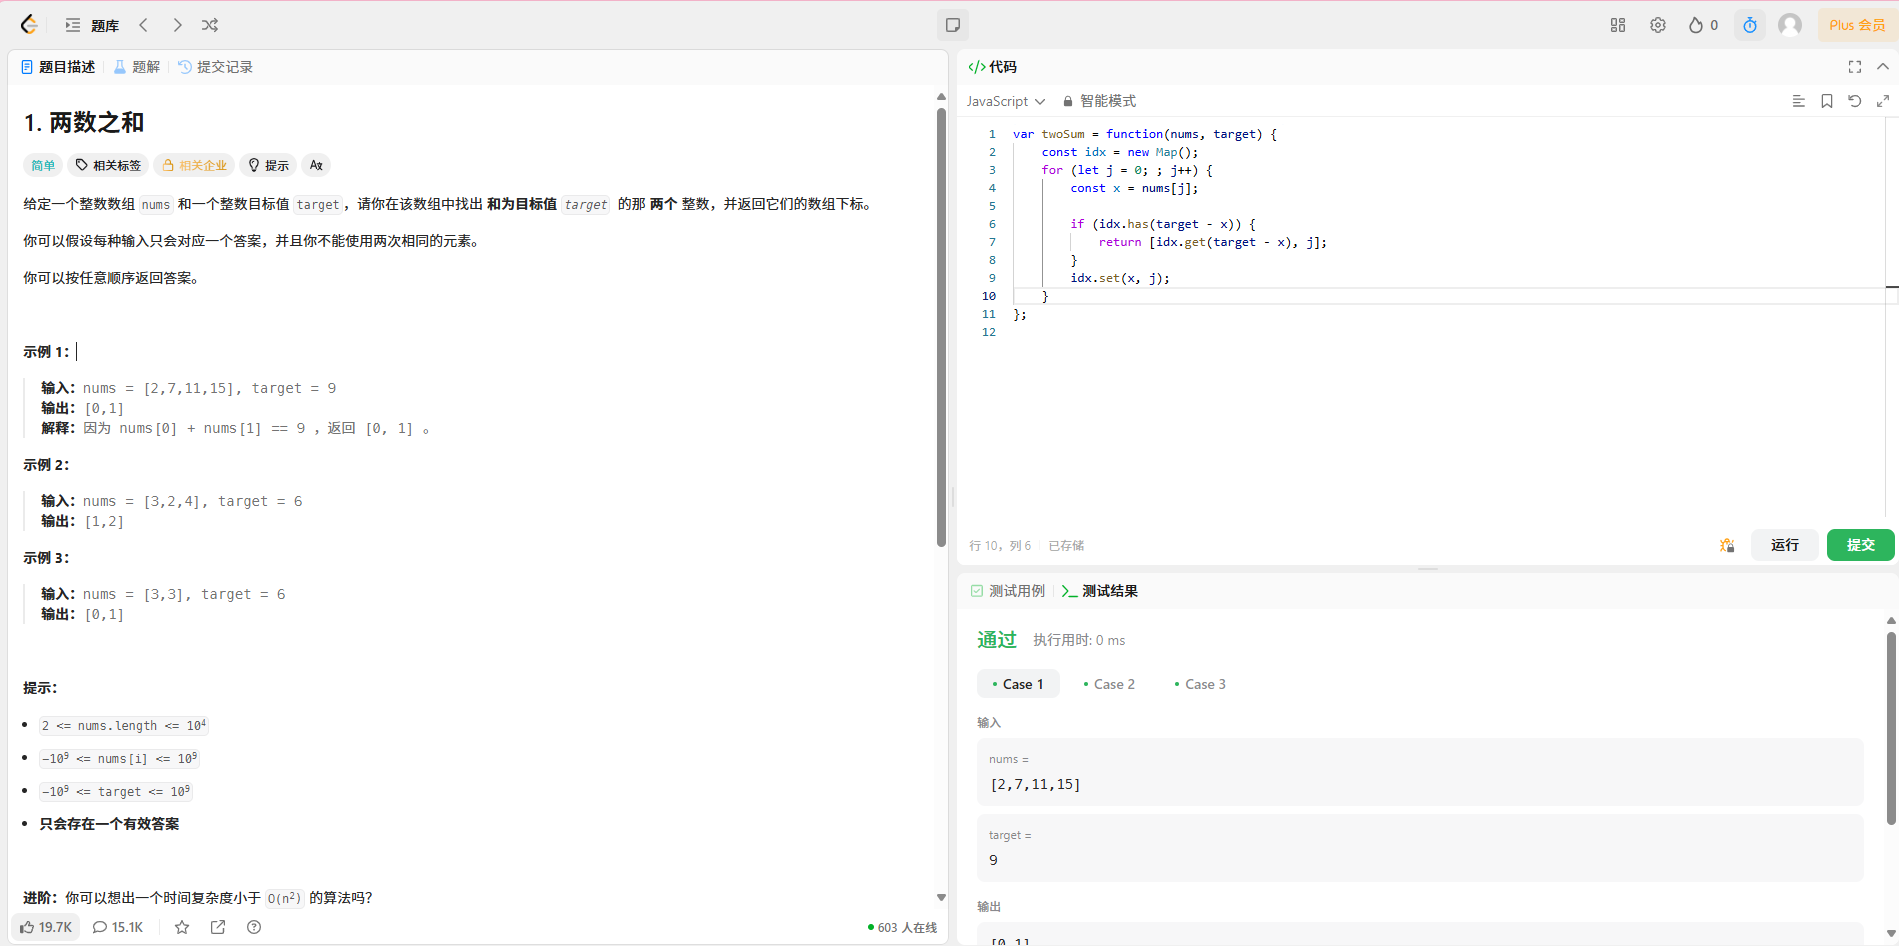 题库
0
Plus 会员
题目描述
题解
提交记录
1. 两数之和
简单
相关标签
相关企业
提示
给定一个整数数组 nums 和一个整数目标值 target，请你在该数组中找出 和为目标值 target 的那 两个 整数，并返回它们的数组下标。
你可以假设每种输入只会对应一个答案，并且你不能使用两次相同的元素。
你可以按任意顺序返回答案。
示例 1：
输入：nums = [2,7,11,15], target = 9
输出：[0,1]
解释：因为 nums[0] + nums[1] == 9 ，返回 [0, 1] 。
示例 2：
输入：nums = [3,2,4], target = 6
输出：[1,2]
示例 3：
输入：nums = [3,3], target = 6
输出：[0,1]
提示：
2 <= nums.length <= 10⁴
-10⁹ <= nums[i] <= 10⁹
-10⁹ <= target <= 10⁹
只会存在一个有效答案
进阶：你可以想出一个时间复杂度小于 O(n²) 的算法吗？
19.7K
15.1K
603 人在线
代码
JavaScript
智能模式
1 var twoSum = function(nums, target) {
2     const idx = new Map();
3     for (let j = 0; ; j++) {
4         const x = nums[j];
5
6         if (idx.has(target - x)) {
7             return [idx.get(target - x), j];
8         }
9         idx.set(x, j);
10     }
11 };
12
行 10，列 6
已存储
运行
提交
测试用例
测试结果
通过
执行用时: 0 ms
Case 1
Case 2
Case 3
输入
nums =
[2,7,11,15]
target =
9
输出
[0,1]